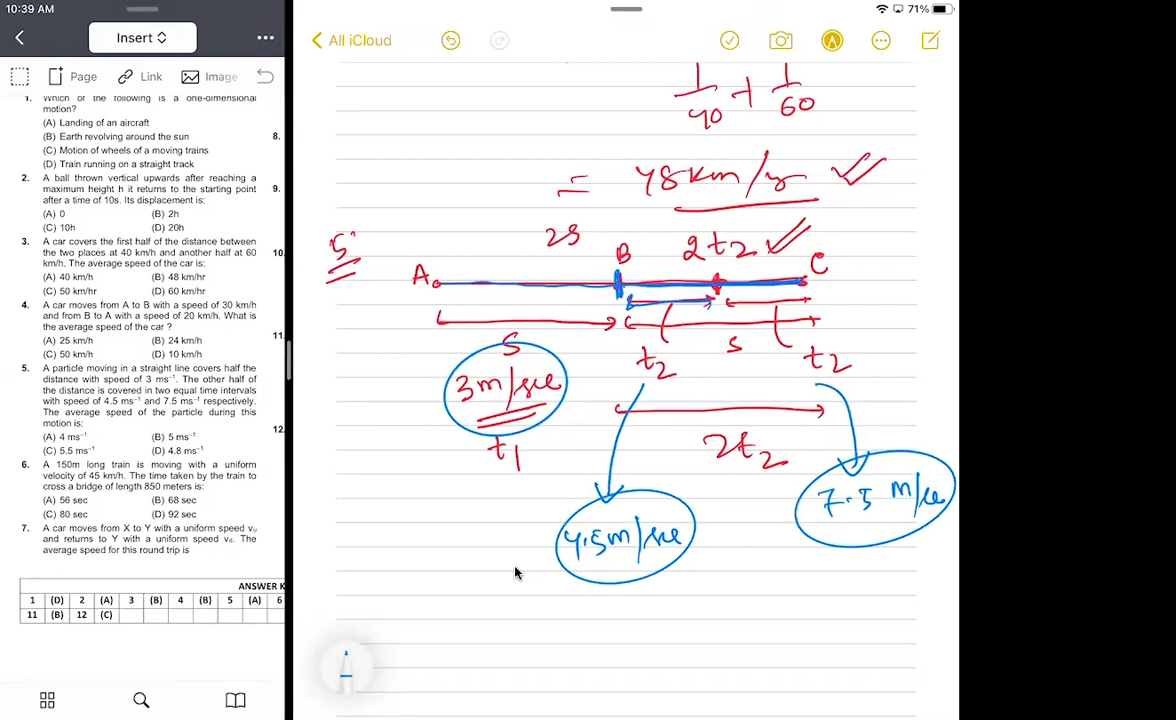 10:39 AM
71%
Insert
All iCloud
Page
Link
Image
1. Which of the following is a one-dimensional
motion?
(A) Landing of an aircraft
(B) Earth revolving around the sun
(C) Motion of wheels of a moving trains
(D) Train running on a straight track
2. A ball thrown vertical upwards after reaching a
maximum height h it returns to the starting point
after a time of 10s. Its displacement is:
(A) 0 (B) 2h
(C) 10h (D) 20h
3. A car covers the first half of the distance between
the two places at 40 km/h and another half at 60
km/h. The average speed of the car is:
(A) 40 km/h (B) 48 km/hr
(C) 50 km/hr (D) 60 km/hr
4. A car moves from A to B with a speed of 30 km/h
and from B to A with a speed of 20 km/h. What is
the average speed of the car ?
(A) 25 km/h (B) 24 km/h
(C) 50 km/h (D) 10 km/h
5. A particle moving in a straight line covers half the
distance with speed of 3 ms⁻¹. The other half of
the distance is covered in two equal time intervals
with speed of 4.5 ms⁻¹ and 7.5 ms⁻¹ respectively.
The average speed of the particle during this
motion is:
(A) 4 ms⁻¹ (B) 5 ms⁻¹
(C) 5.5 ms⁻¹ (D) 4.8 ms⁻¹
6. A 150m long train is moving with a uniform
velocity of 45 km/h. The time taken by the train to
cross a bridge of length 850 meters is:
(A) 56 sec (B) 68 sec
(C) 80 sec (D) 92 sec
7. A car moves from X to Y with a uniform speed vᵤ
and returns to Y with a uniform speed v_d. The
average speed for this round trip is
8.
9.
10.
11.
12.
ANSWER K
1 (D) 2 (A) 3 (B) 4 (B) 5 (A) 6
11 (B) 12 (C)
1/40 + 1/60
= 48 km/
2s
5
2t2
A B C
s s
t2 t2
3 m/sec
t1
2t2
4.5 m/sec
7.5 m/sec